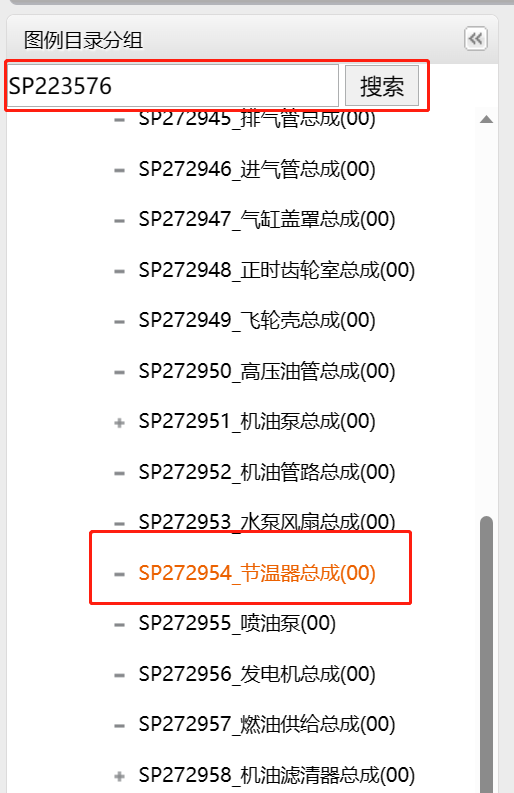 图例目录分组
SP223576 搜索
SP272945_排气管总成(00)
SP272946_进气管总成(00)
SP272947_气缸盖罩总成(00)
SP272948_正时齿轮室总成(00)
SP272949_飞轮壳总成(00)
SP272950_高压油管总成(00)
SP272951_机油泵总成(00)
SP272952_机油管路总成(00)
SP272953_水泵风扇总成(00)
SP272954_节温器总成(00)
SP272955_喷油泵(00)
SP272956_发电机总成(00)
SP272957_燃油供给总成(00)
SP272958_机油滤清器总成(00)